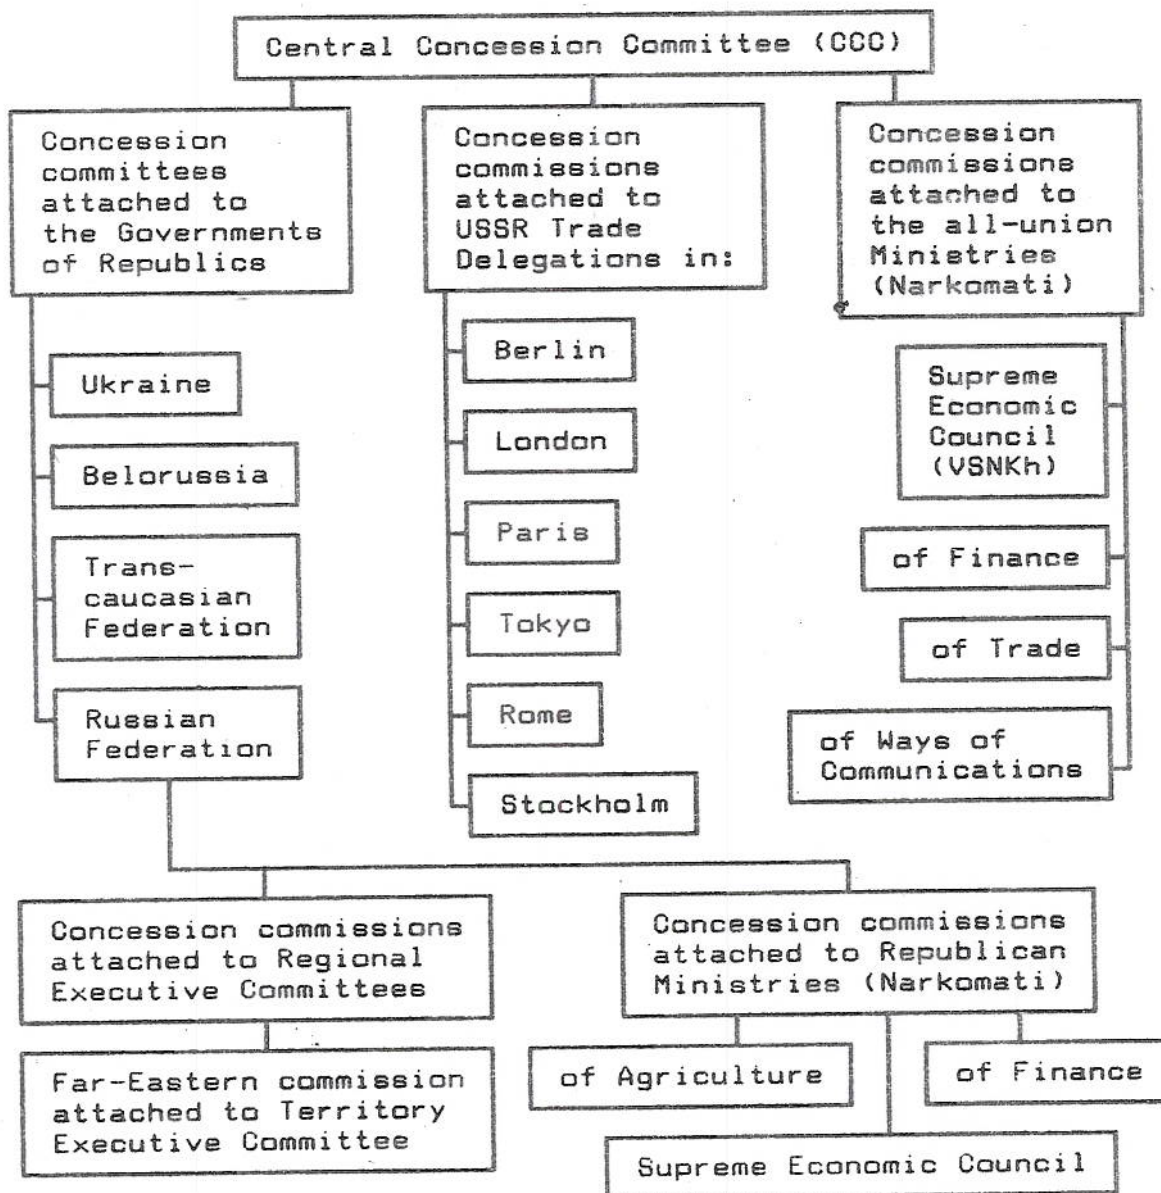 Central Concession Committee (CCC)
Concession
committees
attached to
the Governments
of Republics
Ukraine
Belorussia
Trans-
caucasian
Federation
Russian
Federation
Concession
commissions
attached to
USSR Trade
Delegations in:
Berlin
London
Paris
Tokyo
Rome
Stockholm
Concession
commissions
attached to
the all-union
Ministries
(Narkomati)
Supreme
Economic
Council
(VSNKh)
of Finance
of Trade
of Ways of
Communications
Concession commissions
attached to Regional
Executive Committees
Far-Eastern commission
attached to Territory
Executive Committee
Concession commissions
attached to Republican
Ministries (Narkomati)
of Agriculture
of Finance
Supreme Economic Council